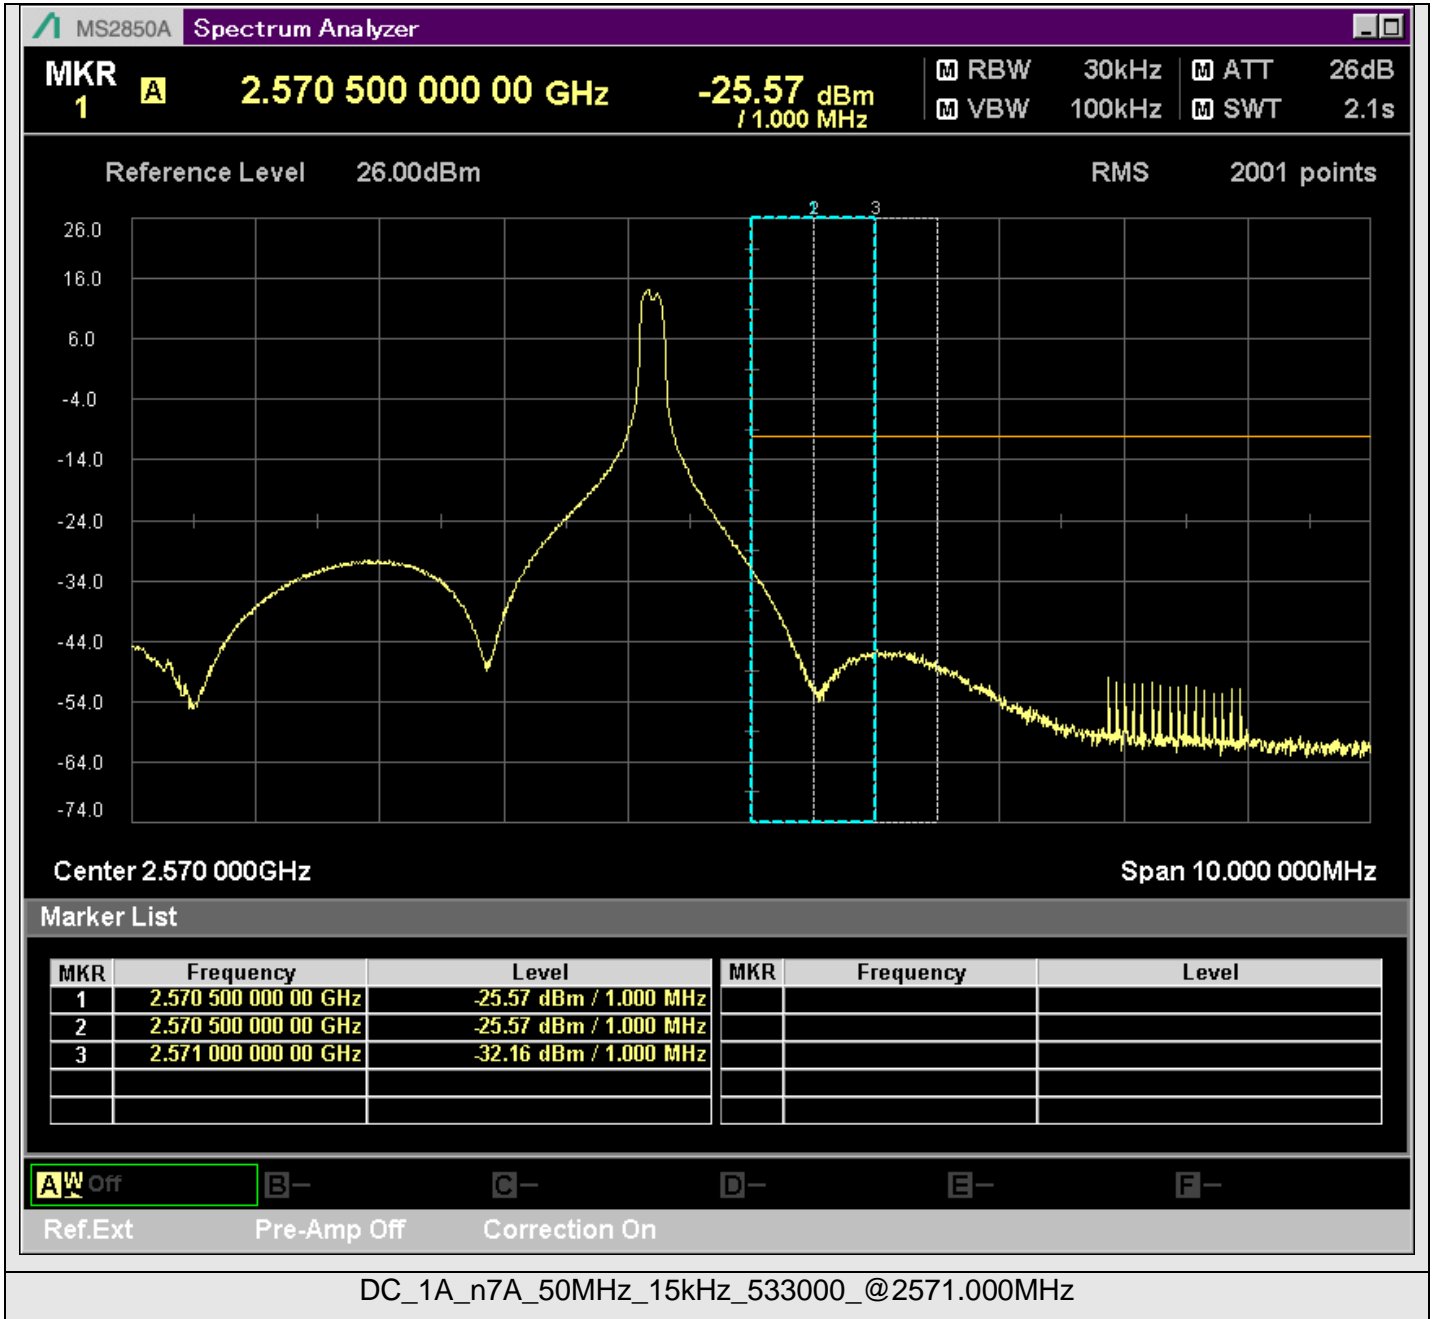 MS2850A Spectrum Analyzer
MKR 1 A 2.570 500 000 00 GHz -25.57 dBm / 1.000 MHz
M RBW 30kHz M ATT 26dB
M VBW 100kHz M SWT 2.1s
Reference Level 26.00dBm RMS 2001 points
2 3
26.0
16.0
6.0
-4.0
-14.0
-24.0
-34.0
-44.0
-54.0
-64.0
-74.0
Center 2.570 000GHz Span 10.000 000MHz
Marker List
MKR Frequency Level MKR Frequency Level
1 2.570 500 000 00 GHz -25.57 dBm / 1.000 MHz
2 2.570 500 000 00 GHz -25.57 dBm / 1.000 MHz
3 2.571 000 000 00 GHz -32.16 dBm / 1.000 MHz
A W Off B - C - D - E - F -
Ref.Ext Pre-Amp Off Correction On
DC_1A_n7A_50MHz_15kHz_533000_@2571.000MHz